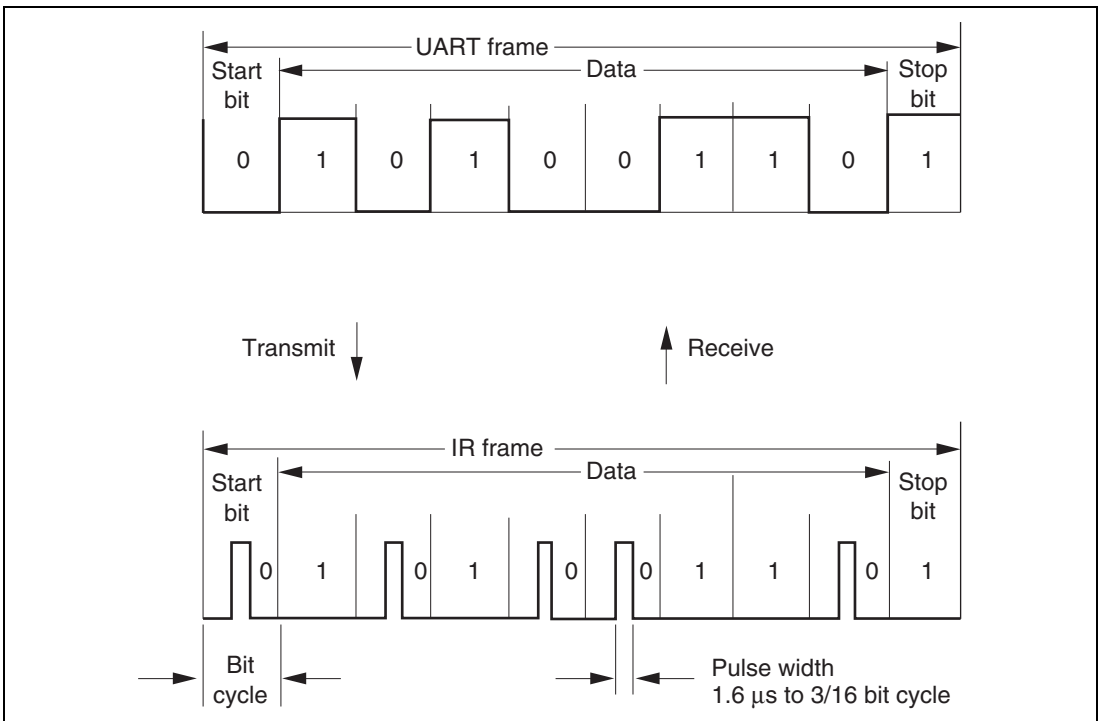 UART frame
Start bit
Data
Stop bit
0 1 0 1 0 0 1 1 0 1
Transmit
Receive
IR frame
Start bit
Data
Stop bit
0 1 0 1 0 0 1 1 0 1
Bit cycle
Pulse width
1.6 μs to 3/16 bit cycle